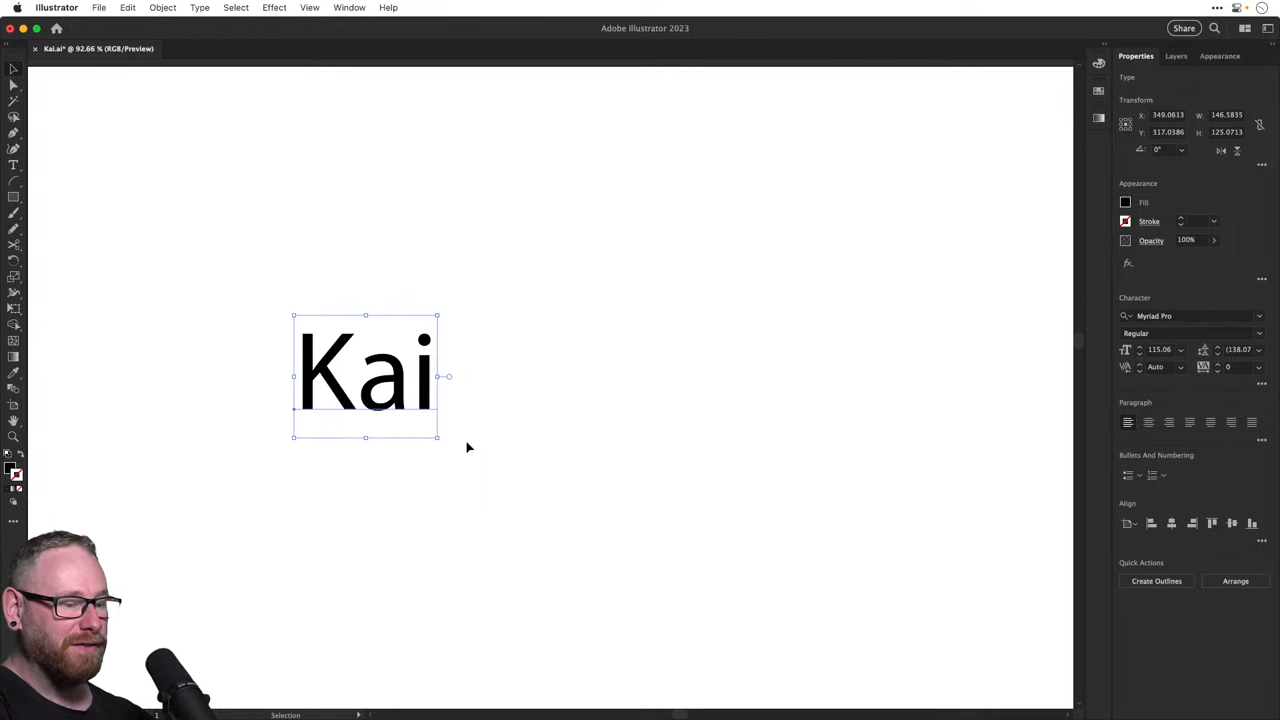 Illustrator File Edit Object Type Select Effect View Window Help
Adobe Illustrator 2023
Share
Kai.ai* @ 92.66 % (RGB/Preview)
Properties Layers Appearance
Type
Transform
X: 349.0613 W: 146.5835
Y: 317.0386 H: 125.0713
0°
Appearance
Fill
Stroke
Opacity 100%
fx.
Character
Myriad Pro
Regular
115.06 (138.07
Auto 0
Paragraph
Bullets And Numbering
Align
Quick Actions
Create Outlines Arrange
Kai
1 Selection